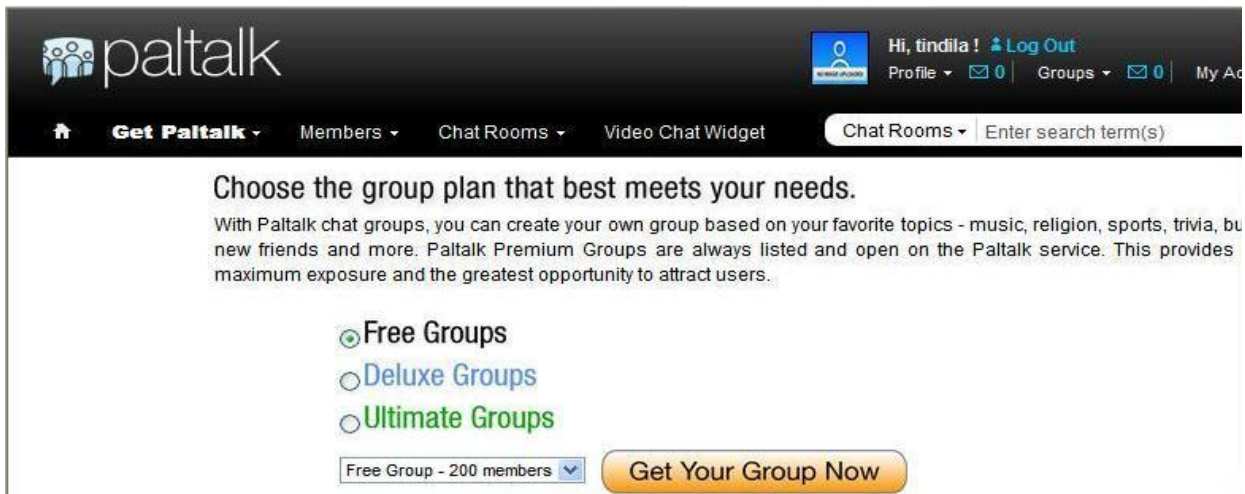 paltalk
Hi, tindila ! Log Out
Profile 0 Groups 0 My Ac
Get Paltalk Members Chat Rooms Video Chat Widget Chat Rooms Enter search term(s)
Choose the group plan that best meets your needs.
With Paltalk chat groups, you can create your own group based on your favorite topics - music, religion, sports, trivia, bu
new friends and more. Paltalk Premium Groups are always listed and open on the Paltalk service. This provides
maximum exposure and the greatest opportunity to attract users.
Free Groups
Deluxe Groups
Ultimate Groups
Free Group - 200 members Get Your Group Now